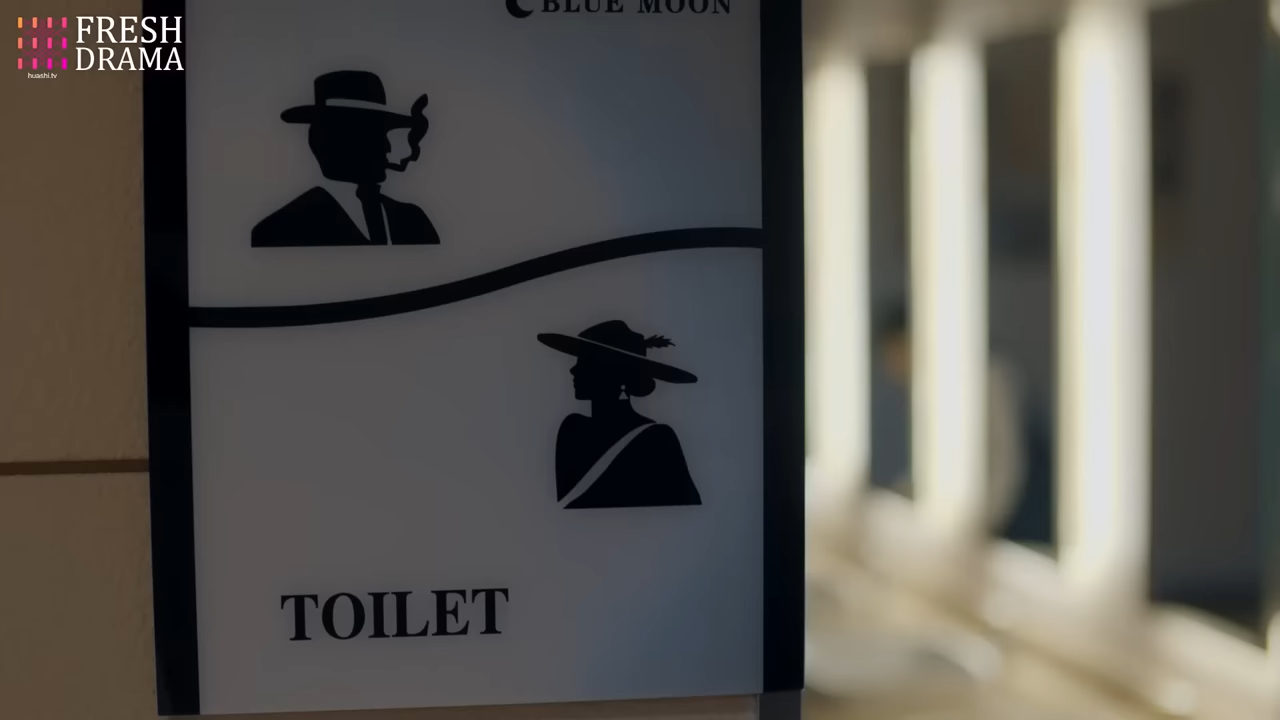 FRESH
DRAMA
huashi.tv
BLUE MOON
TOILET